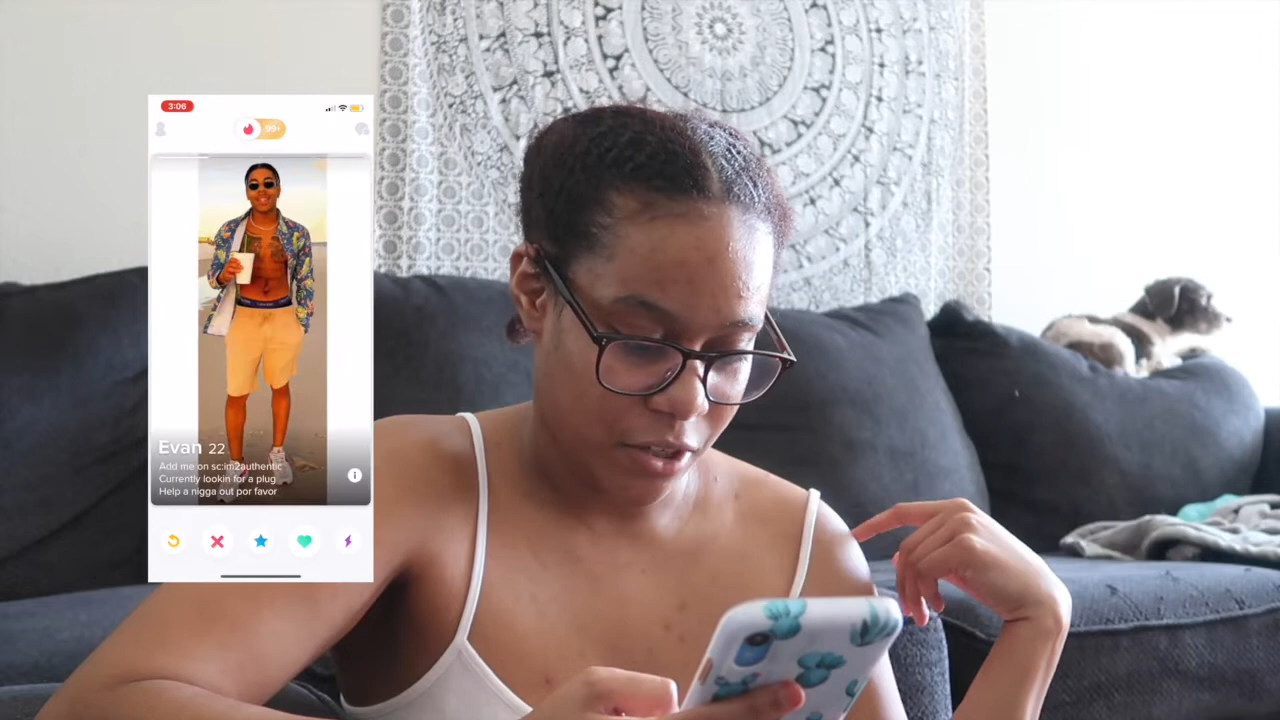 3:06
99+
Evan 22
Add me on sc:im2authentic
Currently lookin for a plug
Help a nigga out por favor